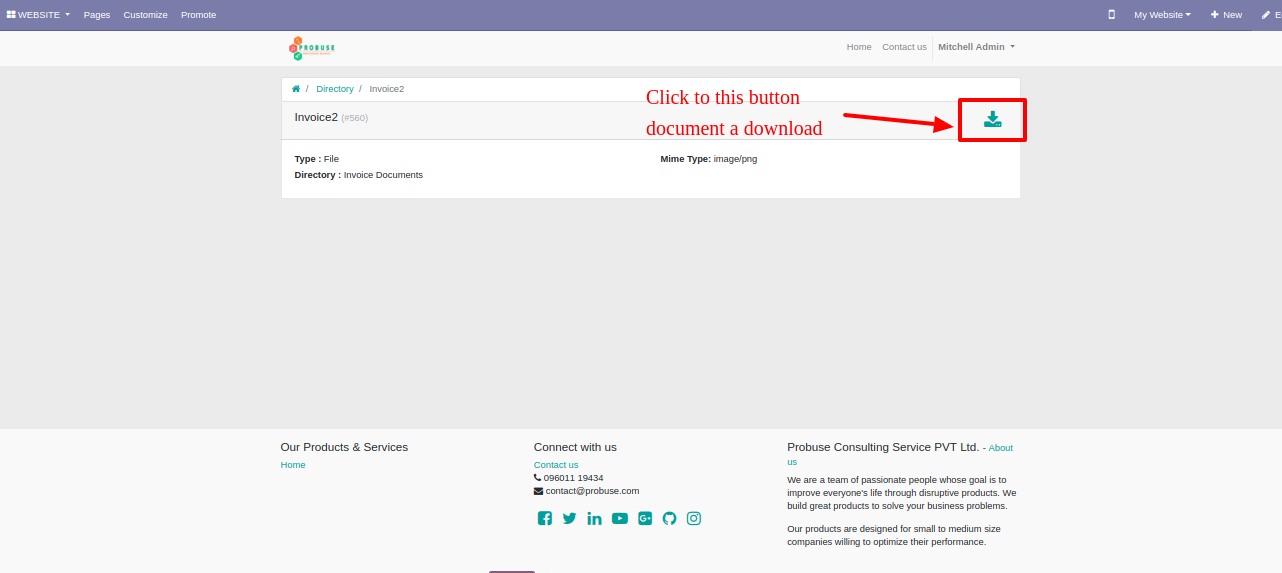 WEBSITE Pages Customize Promote My Website New
PROBUSE
Home Contact us Mitchell Admin
/ Directory / Invoice2
Click to this button
document a download
Invoice2 (#560)
Type : File Mime Type: image/png
Directory : Invoice Documents
Our Products & Services
Home
Connect with us
Contact us
096011 19434
contact@probuse.com
Probuse Consulting Service PVT Ltd. - About
us
We are a team of passionate people whose goal is to
improve everyone's life through disruptive products. We
build great products to solve your business problems.
Our products are designed for small to medium size
companies willing to optimize their performance.